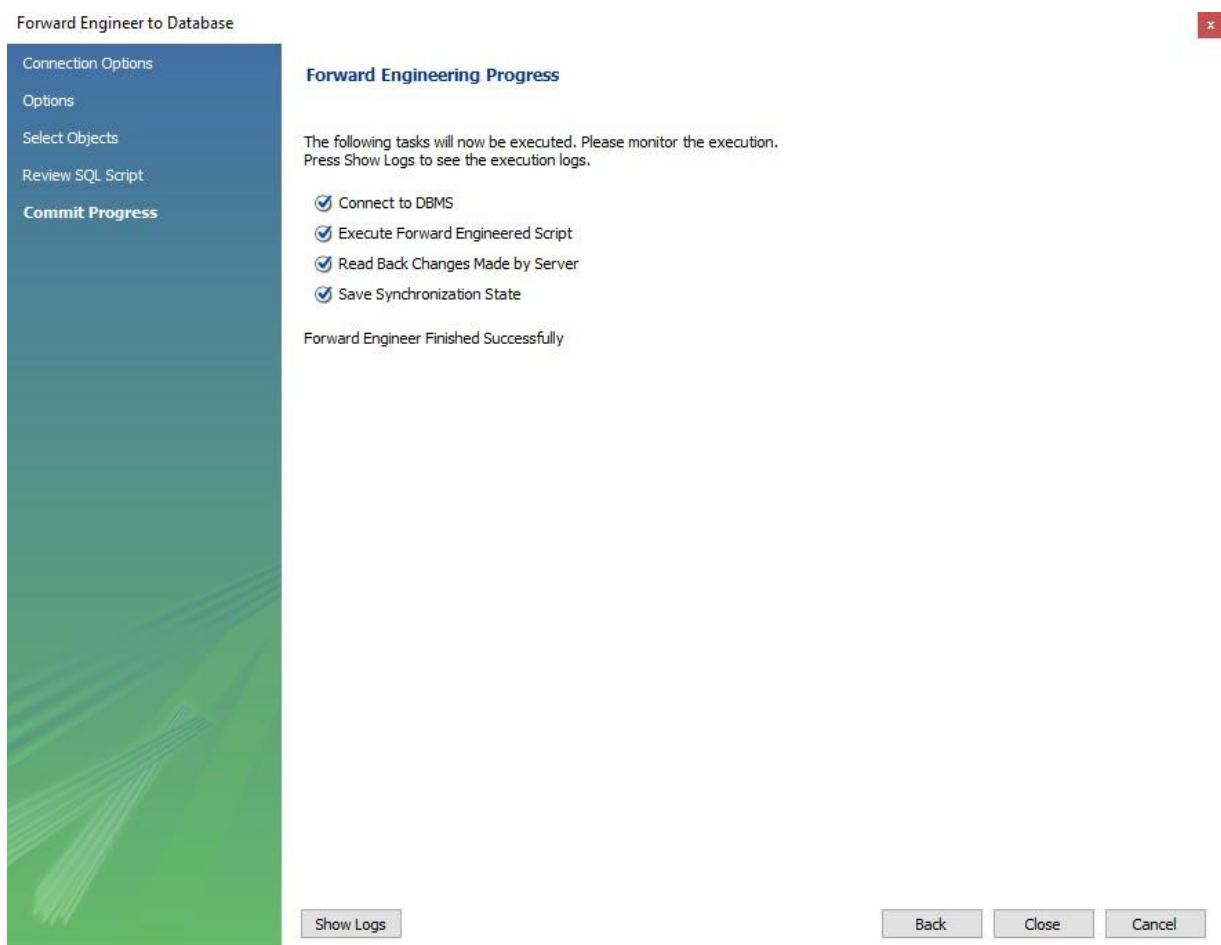 Forward Engineer to Database
x
Connection Options
Options
Select Objects
Review SQL Script
Commit Progress
Forward Engineering Progress
The following tasks will now be executed. Please monitor the execution.
Press Show Logs to see the execution logs.
Connect to DBMS
Execute Forward Engineered Script
Read Back Changes Made by Server
Save Synchronization State
Forward Engineer Finished Successfully
Show Logs
Back
Close
Cancel